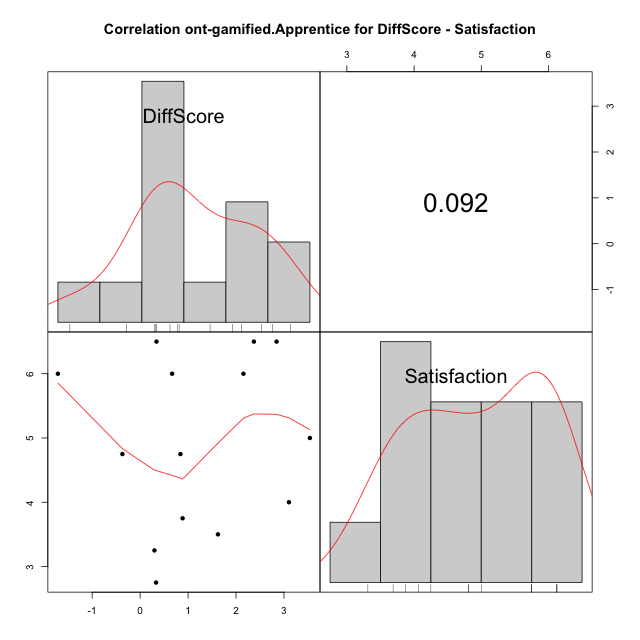 Correlation ont-gamified.Apprentice for DiffScore - Satisfaction
3 4 5 6
DiffScore
0.092
3
2
1
0
-1
Satisfaction
6
5
4
3
-1 0 1 2 3